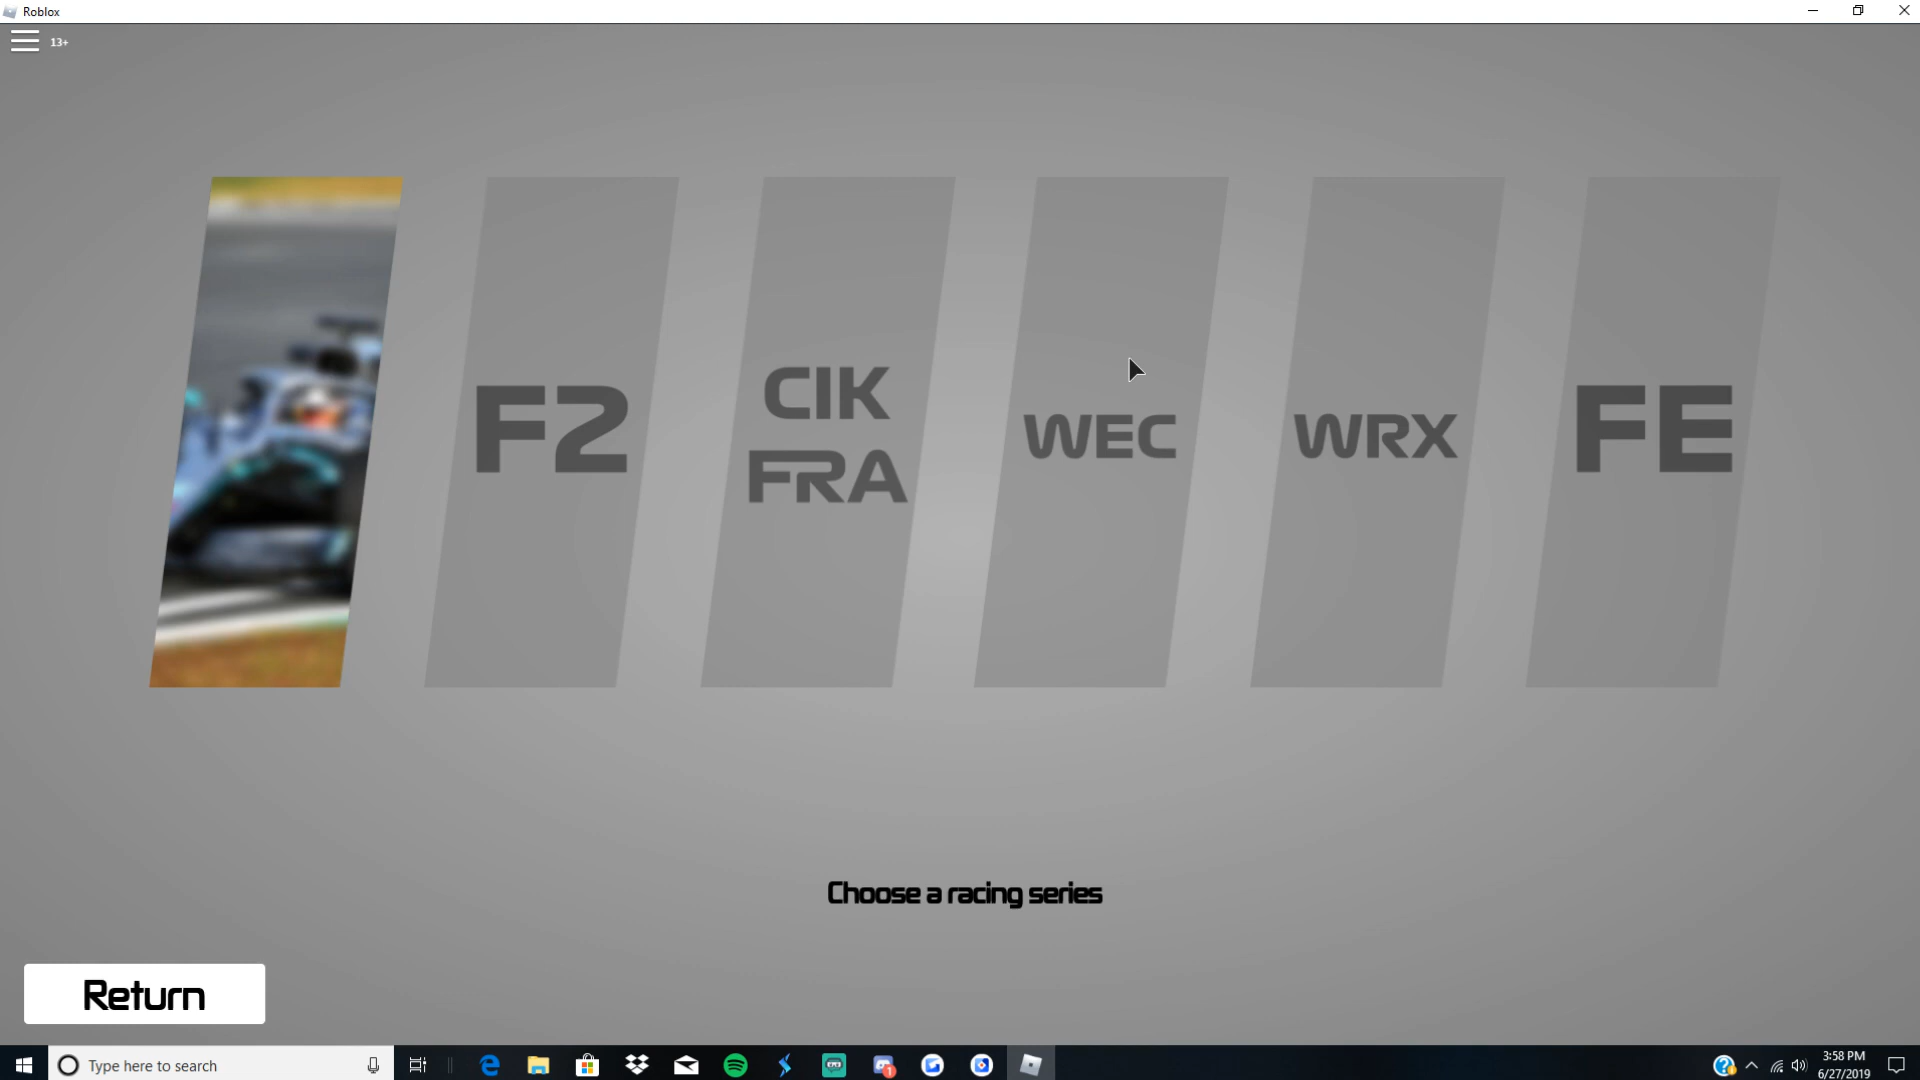 Roblox
13+
F2
CIK
FRA
WEC
WRX
FE
Choose a racing series
Return
Type here to search
1
3:58 PM
6/27/2019